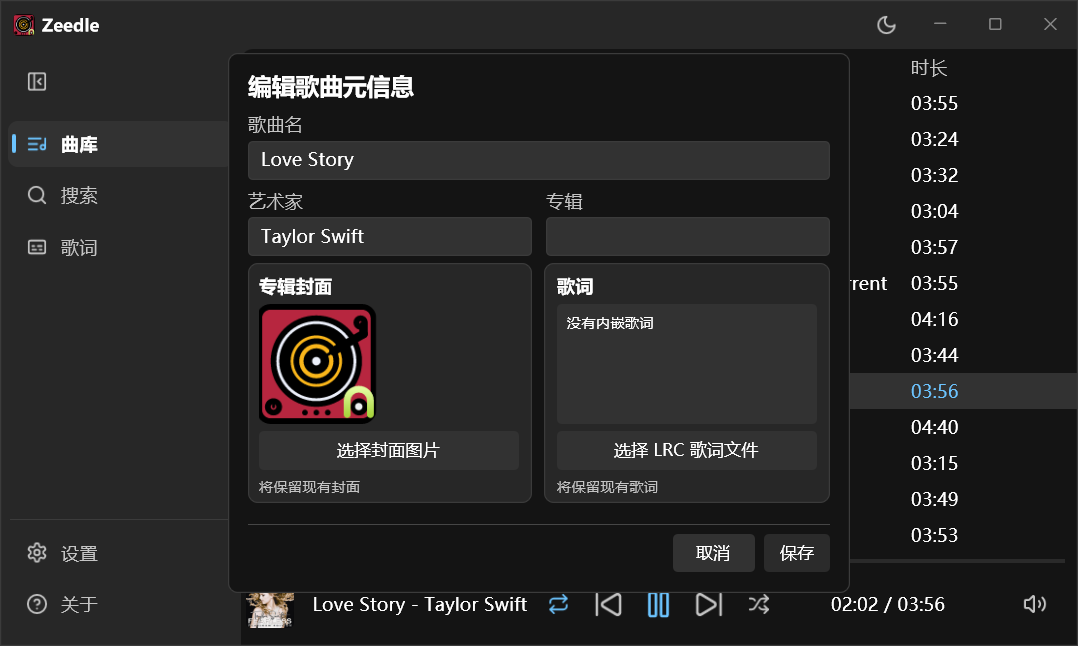 Zeedle
曲库
搜索
歌词
设置
关于
编辑歌曲元信息
歌曲名
Love Story
艺术家
专辑
Taylor Swift
专辑封面
选择封面图片
将保留现有封面
歌词
没有内嵌歌词
选择 LRC 歌词文件
将保留现有歌词
取消
保存
时长
03:55
03:24
03:32
03:04
03:57
rrent 03:55
04:16
03:44
03:56
04:40
03:15
03:49
03:53
Love Story - Taylor Swift
02:02 / 03:56